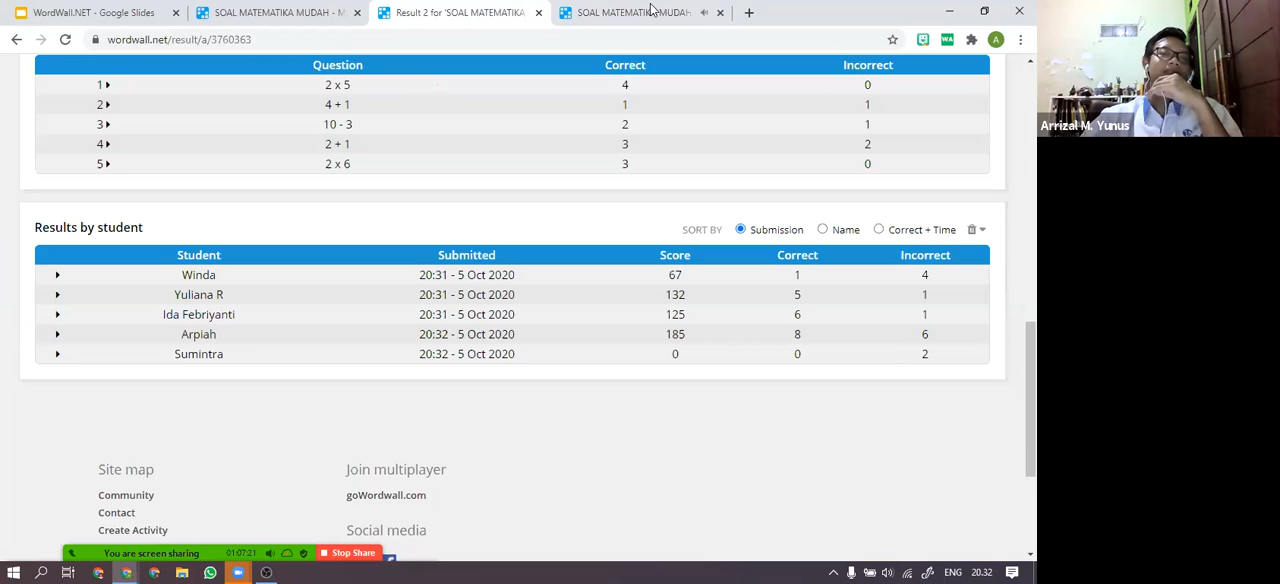 WordWall.NET - Google Slides
SOAL MATEMATIKA MUDAH - M
Result 2 for 'SOAL MATEMATIKA
SOAL MATEMATIKA MUDAH
wordwall.net/result/a/3760363
A
Question Correct Incorrect
1 2 x 5 4 0
2 4 + 1 1 1
3 10 - 3 2 1
4 2 + 1 3 2
5 2 x 6 3 0
Results by student
SORT BY Submission Name Correct + Time
Student Submitted Score Correct Incorrect
Winda 20:31 - 5 Oct 2020 67 1 4
Yuliana R 20:31 - 5 Oct 2020 132 5 1
Ida Febriyanti 20:31 - 5 Oct 2020 125 6 1
Arpiah 20:32 - 5 Oct 2020 185 8 6
Sumintra 20:32 - 5 Oct 2020 0 0 2
Site map
Community
Contact
Create Activity
Join multiplayer
goWordwall.com
Social media
You are screen sharing 01:07:21 Stop Share
ENG 20.32
Arrizal M. Yunus